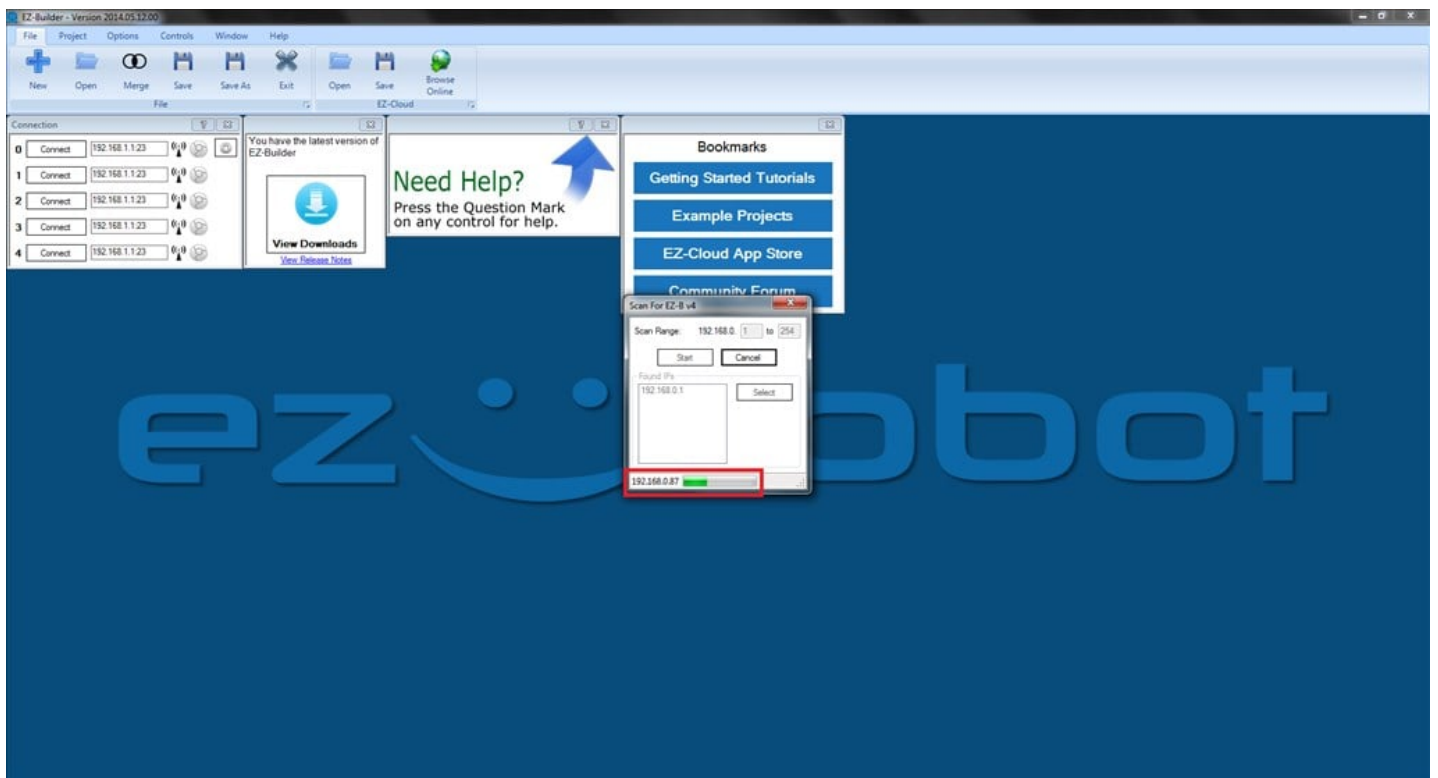 EZ-Builder - Version 2014.05.12.00
File Project Options Controls Window Help
New Open Merge Save Save As Exit Open Save Browse Online
File EZ-Cloud
Connection
0 Connect 192.168.1.1:23
1 Connect 192.168.1.1:23
2 Connect 192.168.1.1:23
3 Connect 192.168.1.1:23
4 Connect 192.168.1.1:23
You have the latest version of
EZ-Builder
View Downloads
View Release Notes
Need Help?
Press the Question Mark
on any control for help.
Bookmarks
Getting Started Tutorials
Example Projects
EZ-Cloud App Store
Community Forum
Scan For EZ-B v4
Scan Range: 192.168.0. 1 to 254
Start Cancel
Found IPs
192.168.0.1 Select
192.168.0.87
ez robot